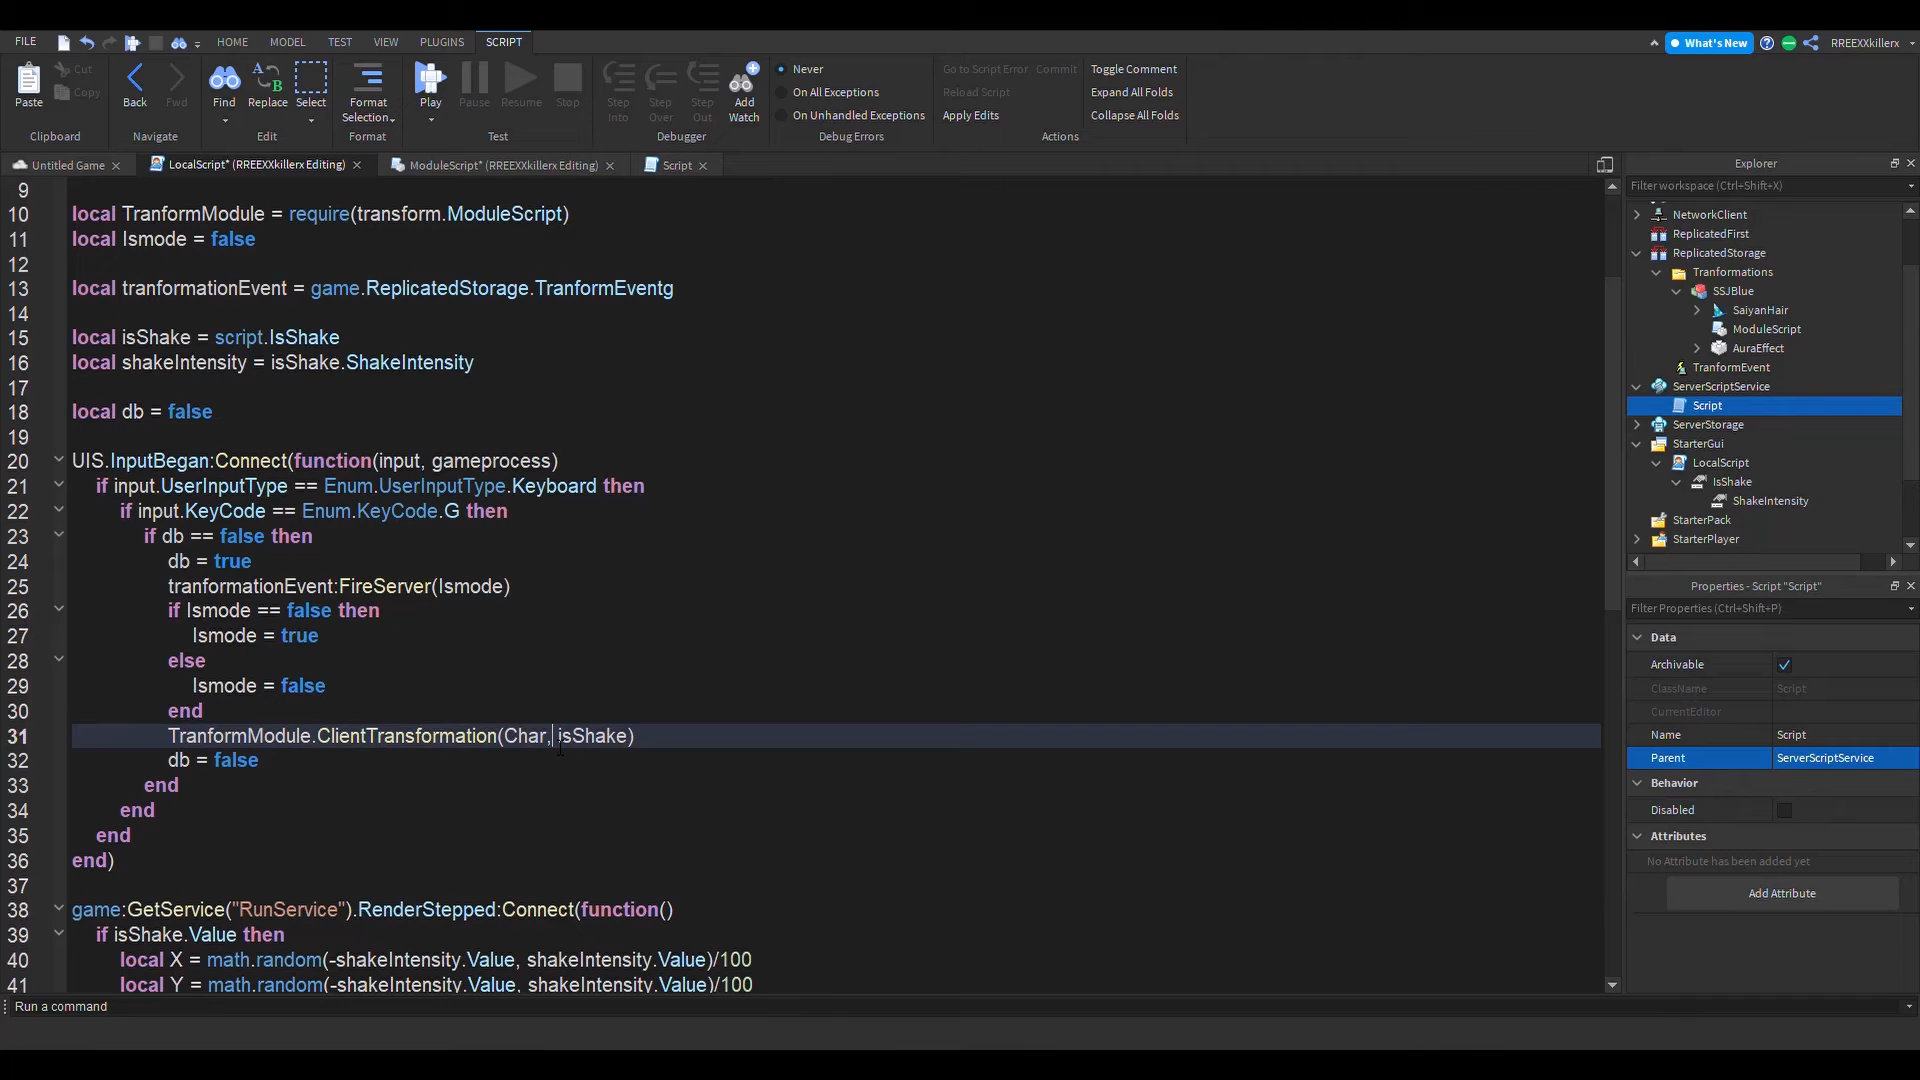 FILE HOME MODEL TEST VIEW PLUGINS SCRIPT What's New RREEXXkillerx
Paste Cut Copy
Clipboard
Back Fwd
Navigate
Find Replace Select
Edit
Format Selection
Format
Play Pause Resume Stop
Test
Step Into Step Over Step Out Add Watch
Debugger
Never
On All Exceptions
On Unhandled Exceptions
Debug Errors
Go to Script Error Commit Toggle Comment
Reload Script Expand All Folds
Apply Edits Collapse All Folds
Actions
Untitled Game LocalScript* (RREEXXkillerx Editing) ModuleScript* (RREEXXkillerx Editing) Script
9
10 local TranformModule = require(transform.ModuleScript)
11 local Ismode = false
12
13 local tranformationEvent = game.ReplicatedStorage.TranformEventg
14
15 local isShake = script.IsShake
16 local shakeIntensity = isShake.ShakeIntensity
17
18 local db = false
19
20 UIS.InputBegan:Connect(function(input, gameprocess)
21 if input.UserInputType == Enum.UserInputType.Keyboard then
22 if input.KeyCode == Enum.KeyCode.G then
23 if db == false then
24 db = true
25 tranformationEvent:FireServer(Ismode)
26 if Ismode == false then
27 Ismode = true
28 else
29 Ismode = false
30 end
31 TranformModule.ClientTransformation(Char, isShake)
32 db = false
33 end
34 end
35 end
36 end)
37
38 game:GetService("RunService").RenderStepped:Connect(function()
39 if isShake.Value then
40 local X = math.random(-shakeIntensity.Value, shakeIntensity.Value)/100
41 local Y = math.random(-shakeIntensity.Value, shakeIntensity.Value)/100
Run a command
Explorer
Filter workspace (Ctrl+Shift+X)
NetworkClient
ReplicatedFirst
ReplicatedStorage
Tranformations
SSJBlue
SaiyanHair
ModuleScript
AuraEffect
TranformEvent
ServerScriptService
Script
ServerStorage
StarterGui
LocalScript
IsShake
ShakeIntensity
StarterPack
StarterPlayer
Properties - Script "Script"
Filter Properties (Ctrl+Shift+P)
Data
Archivable
ClassName Script
CurrentEditor
Name Script
Parent ServerScriptService
Behavior
Disabled
Attributes
No Attribute has been added yet
Add Attribute